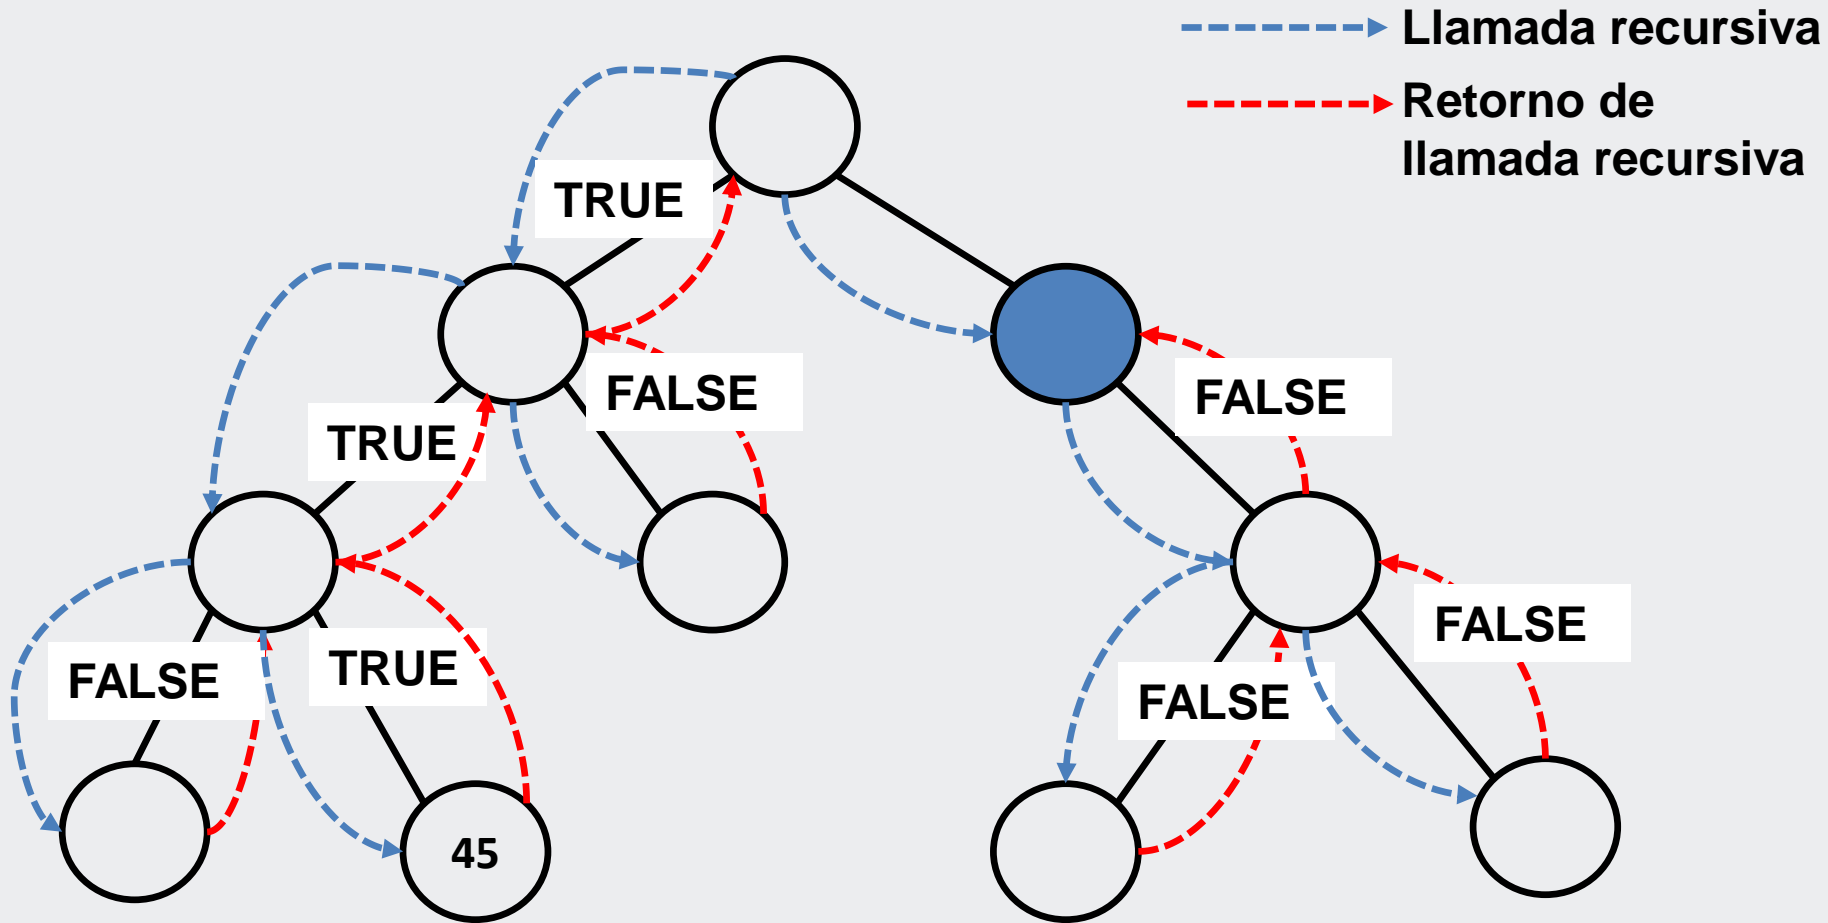 Llamada recursiva
Retorno de
llamada recursiva
TRUE
FALSE
FALSE
TRUE
FALSE
TRUE
FALSE
FALSE
45